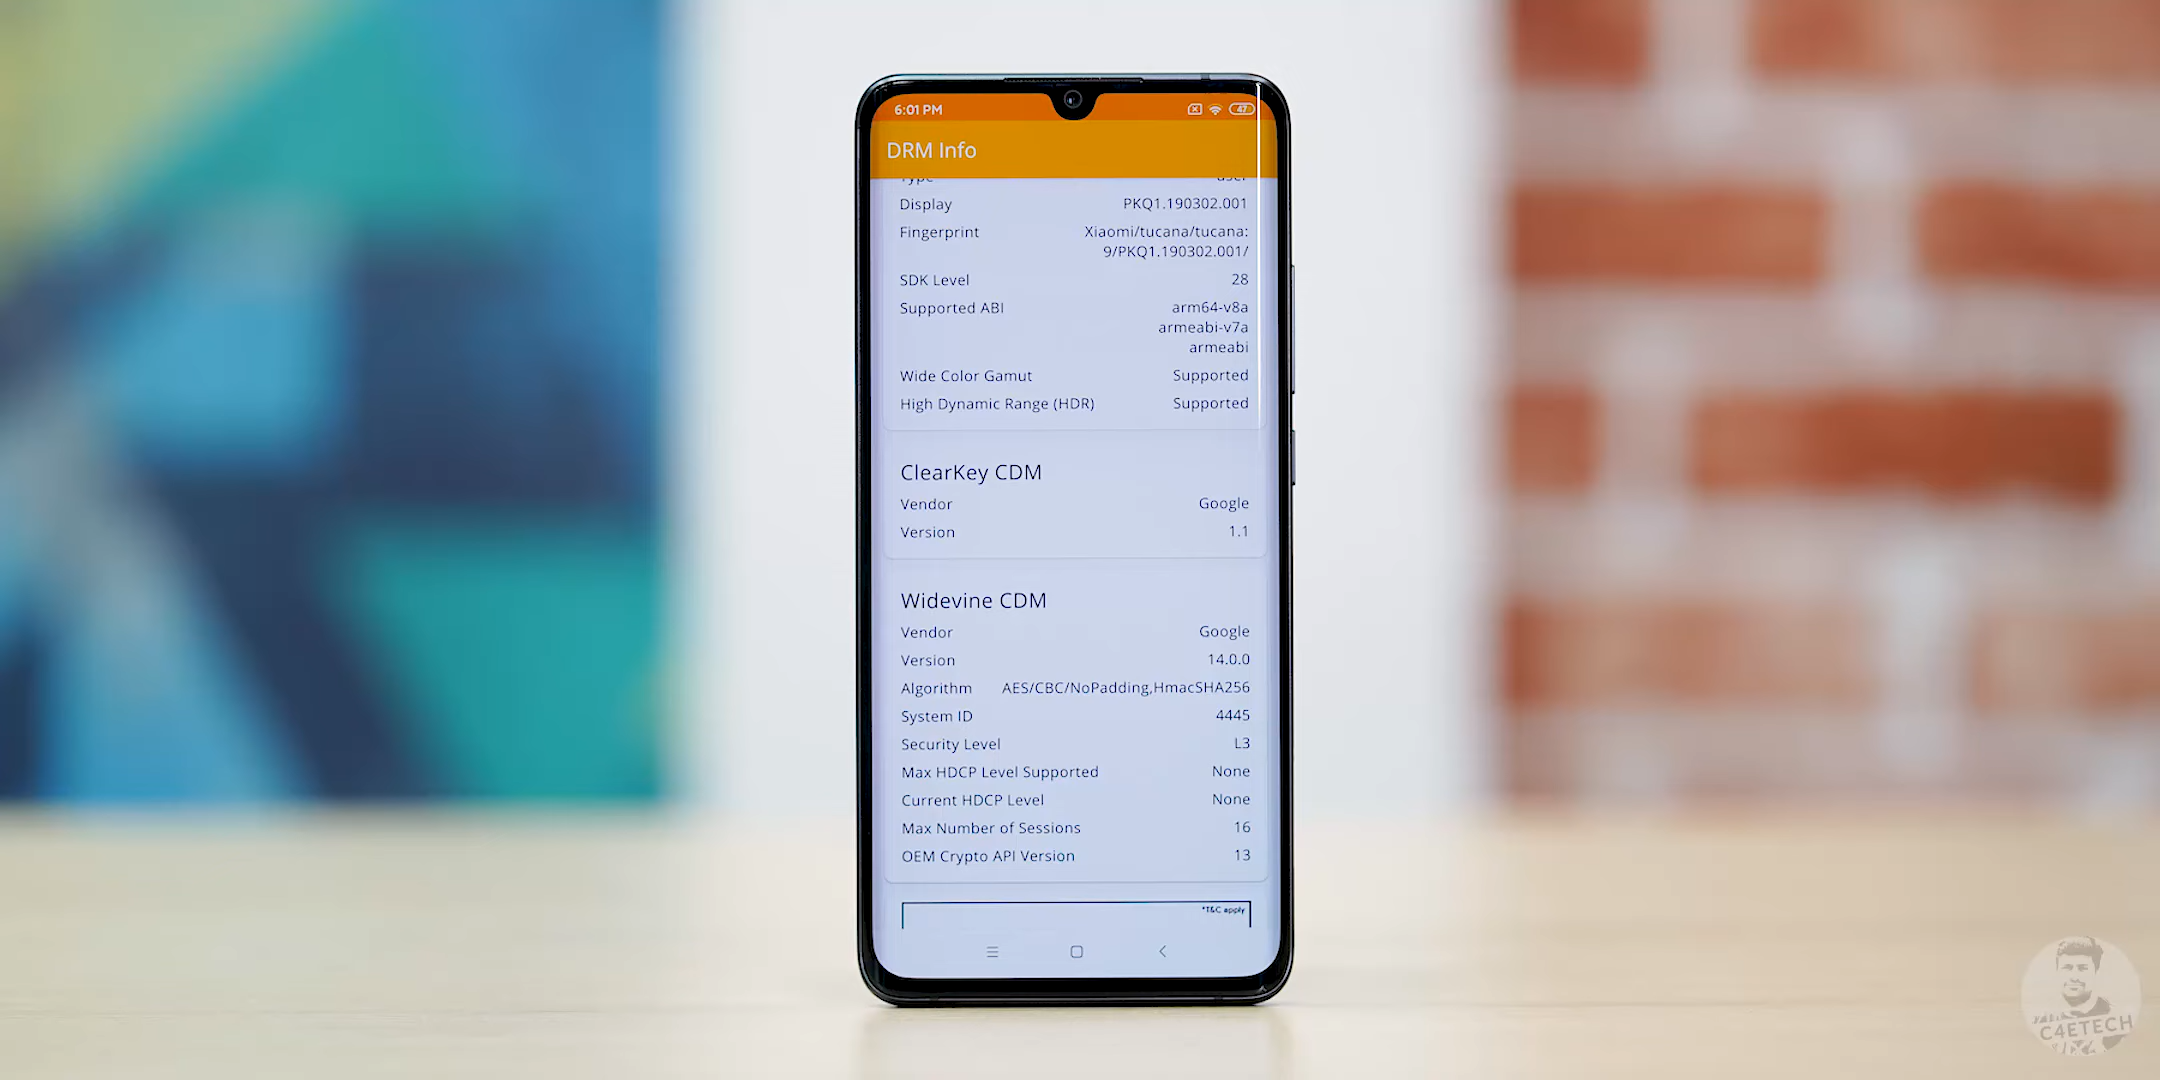 6:01 PM
47
DRM Info
Type user
Display PKQ1.190302.001
Fingerprint Xiaomi/tucana/tucana:
9/PKQ1.190302.001/
SDK Level 28
Supported ABI arm64-v8a
armeabi-v7a
armeabi
Wide Color Gamut Supported
High Dynamic Range (HDR) Supported
ClearKey CDM
Vendor Google
Version 1.1
Widevine CDM
Vendor Google
Version 14.0.0
Algorithm AES/CBC/NoPadding,HmacSHA256
System ID 4445
Security Level L3
Max HDCP Level Supported None
Current HDCP Level None
Max Number of Sessions 16
OEM Crypto API Version 13
*T&C apply
C4ETECH